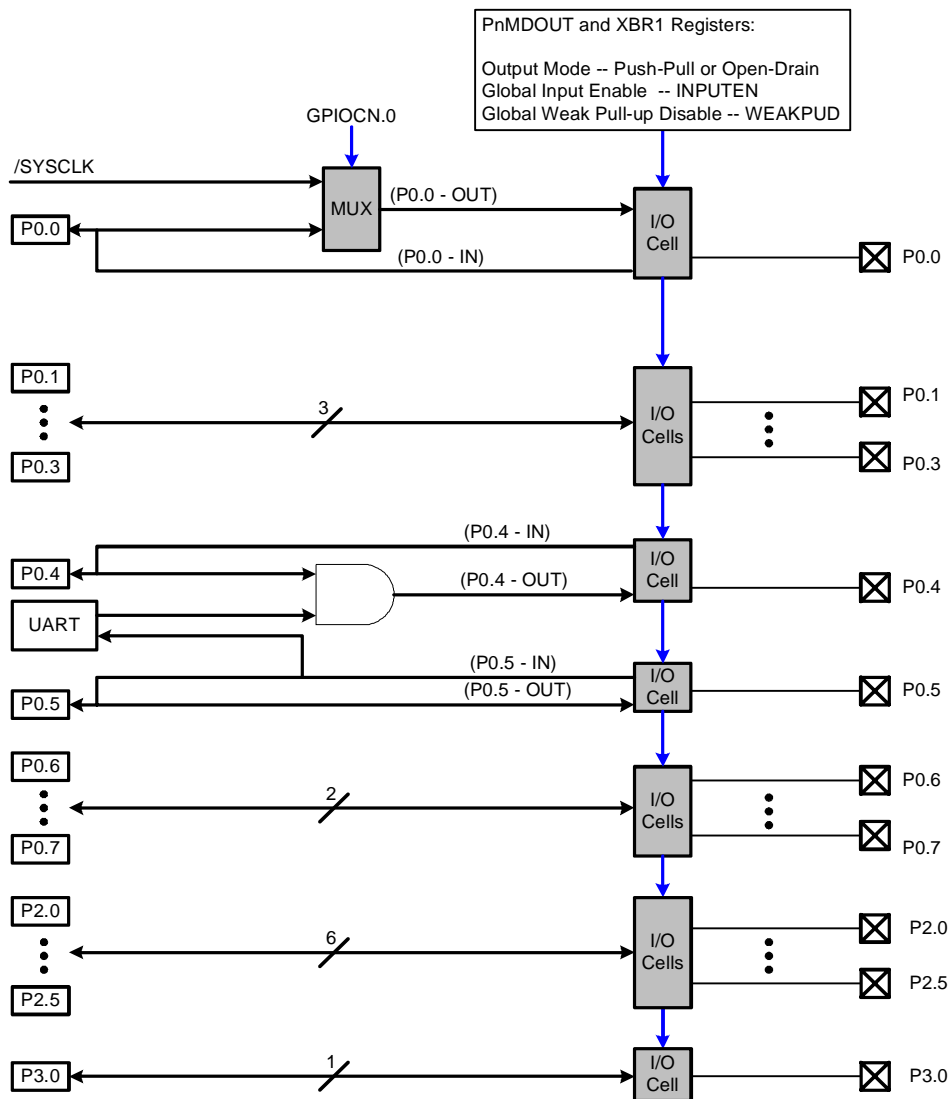 PnMDOUT and XBR1 Registers:
Output Mode -- Push-Pull or Open-Drain
Global Input Enable -- INPUTEN
Global Weak Pull-up Disable -- WEAKPUD
GPIOCN.0
/SYSCLK
MUX
(P0.0 - OUT)
P0.0
I/O
Cell
(P0.0 - IN)
P0.0
P0.1
P0.1
3
I/O
Cells
P0.3
P0.3
(P0.4 - IN)
P0.4
(P0.4 - OUT)
I/O
Cell
P0.4
UART
(P0.5 - IN)
(P0.5 - OUT)
P0.5
I/O
Cell
P0.5
P0.6
P0.6
2
I/O
Cells
P0.7
P0.7
P2.0
P2.0
6
I/O
Cells
P2.5
P2.5
P3.0
1
I/O
Cell
P3.0